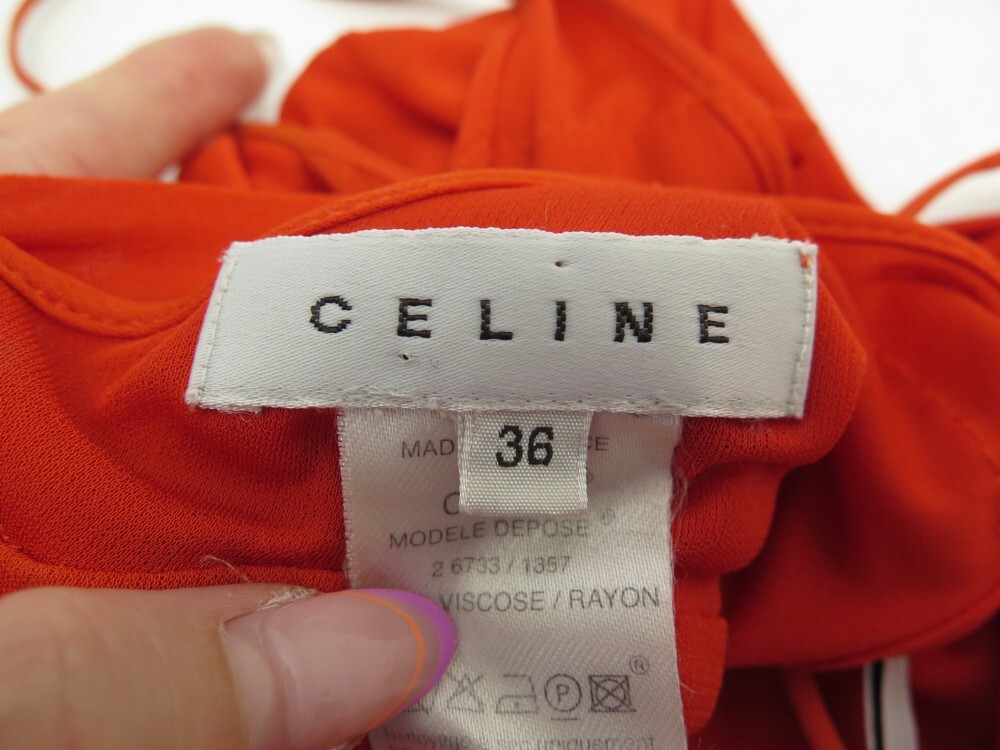 CELINE
36
MODELE DEPOSE ®
2 6733 / 1357
VISCOSE / RAYON
P
®